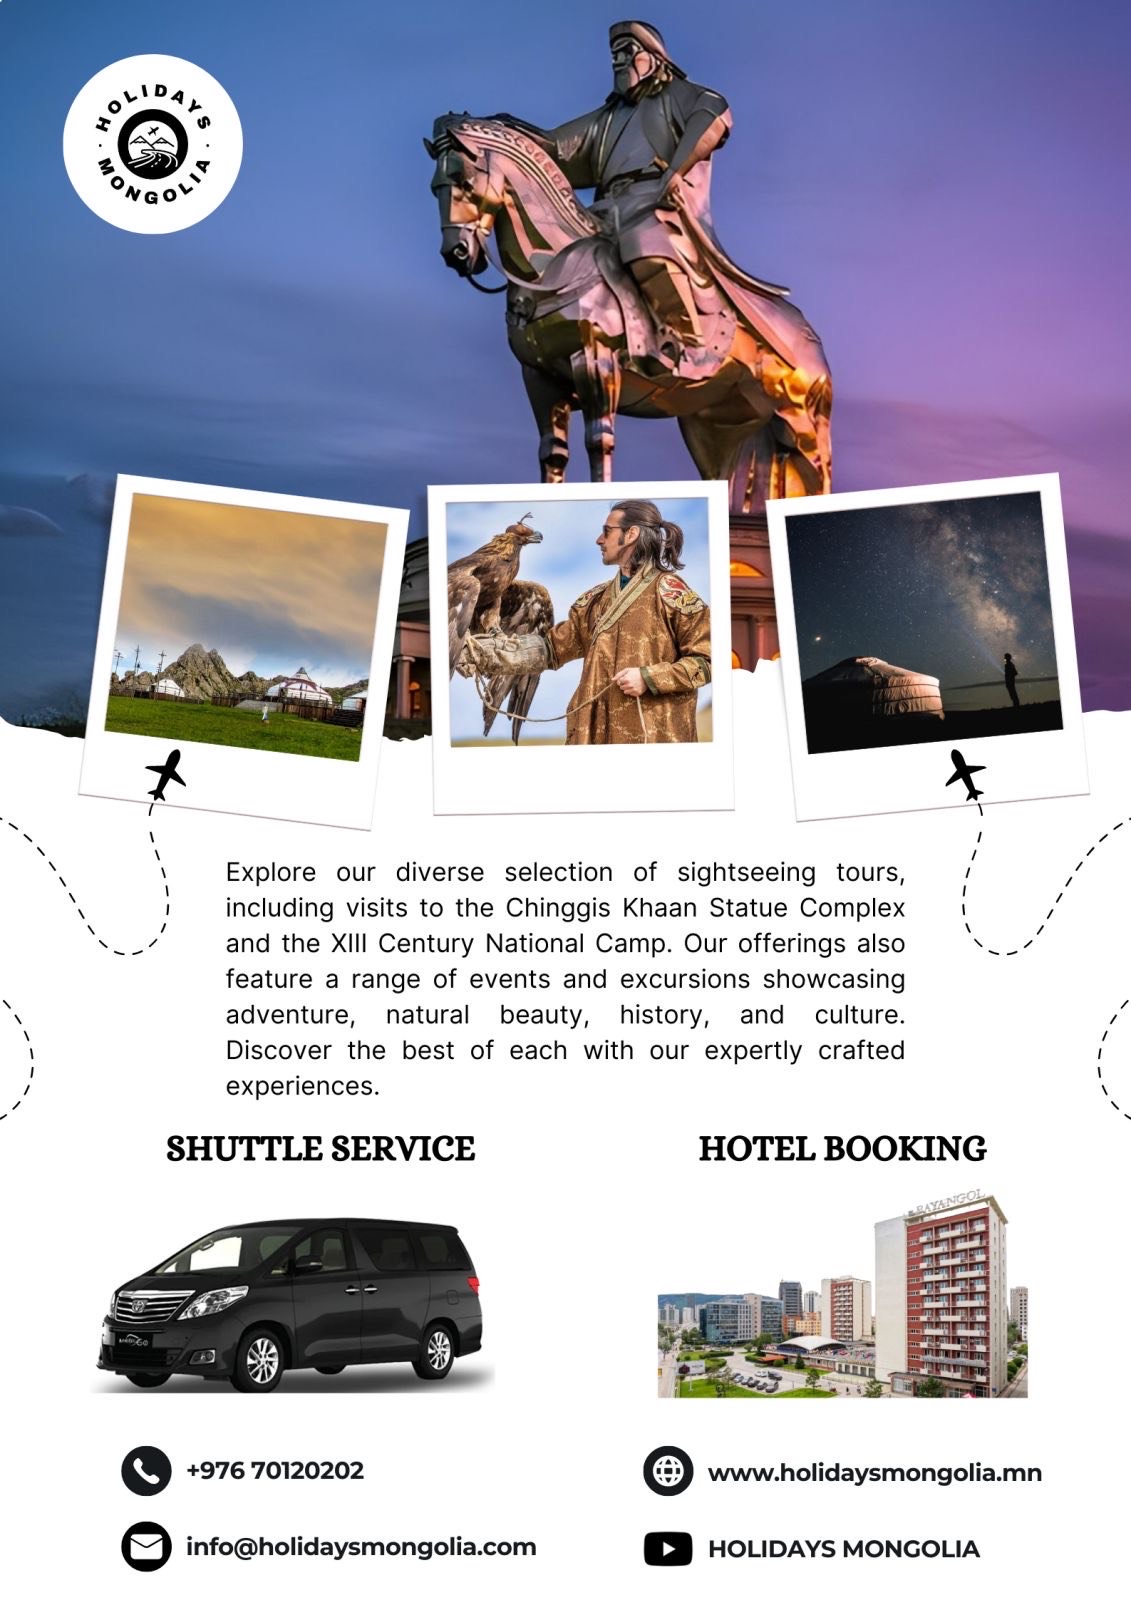 HOLIDAYS
MONGOLIA
Explore our diverse selection of sightseeing tours,
including visits to the Chinggis Khaan Statue Complex
and the XIII Century National Camp. Our offerings also
feature a range of events and excursions showcasing
adventure, natural beauty, history, and culture.
Discover the best of each with our expertly crafted
experiences.
SHUTTLE SERVICE
HOTEL BOOKING
BAYANGOL
+976 70120202
www.holidaysmongolia.mn
info@holidaysmongolia.com
HOLIDAYS MONGOLIA